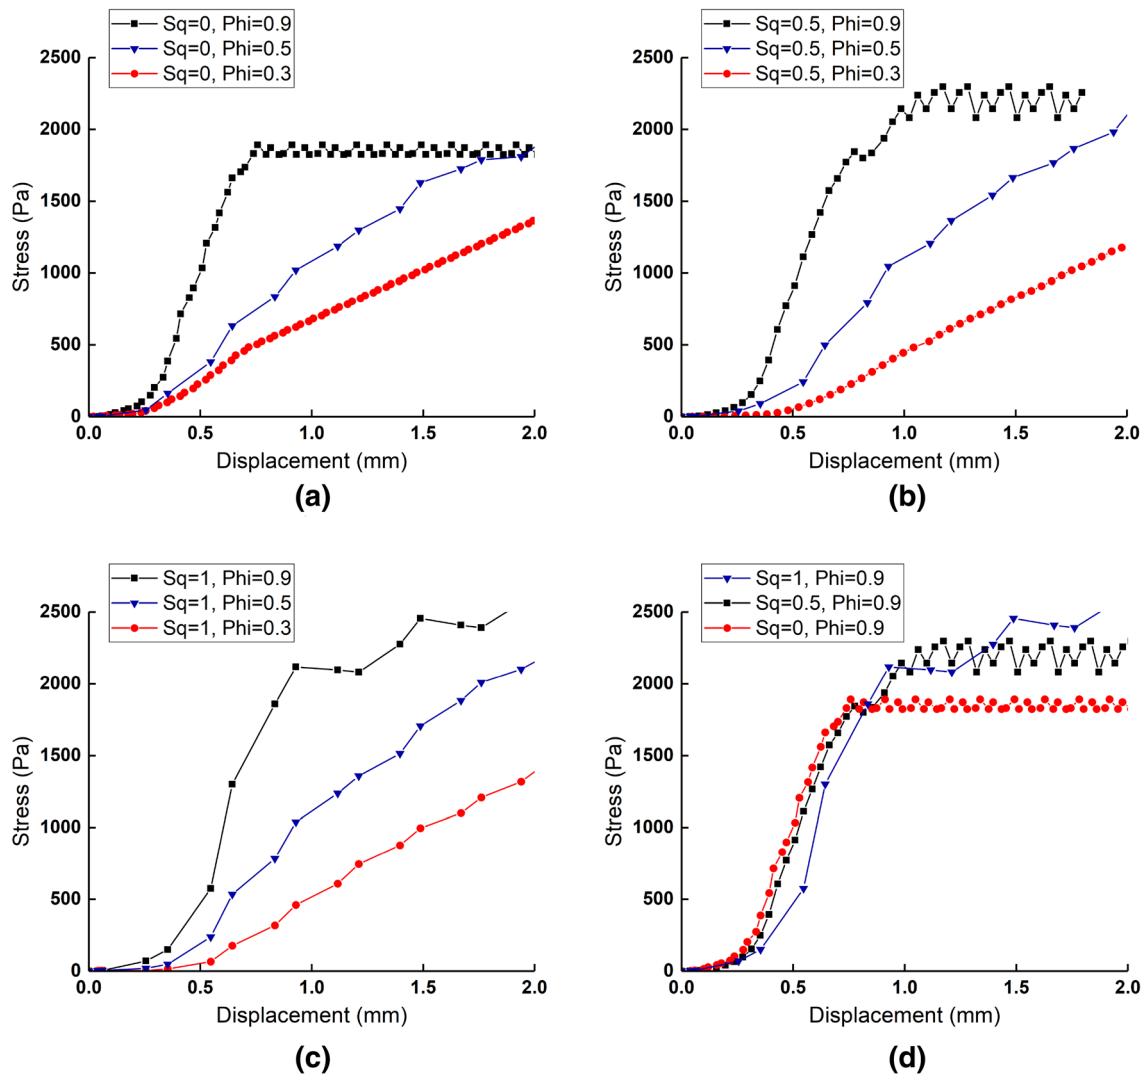 Sq=0, Phi=0.9
Sq=0, Phi=0.5
Sq=0, Phi=0.3
2500
2000
1500
1000
500
0
Stress (Pa)
0.0 0.5 1.0 1.5 2.0
Displacement (mm)
(a)
Sq=0.5, Phi=0.9
Sq=0.5, Phi=0.5
Sq=0.5, Phi=0.3
2500
2000
1500
1000
500
0
Stress (Pa)
0.0 0.5 1.0 1.5 2.0
Displacement (mm)
(b)
Sq=1, Phi=0.9
Sq=1, Phi=0.5
Sq=1, Phi=0.3
2500
2000
1500
1000
500
0
Stress (Pa)
0.0 0.5 1.0 1.5 2.0
Displacement (mm)
(c)
Sq=1, Phi=0.9
Sq=0.5, Phi=0.9
Sq=0, Phi=0.9
2500
2000
1500
1000
500
0
Stress (Pa)
0.0 0.5 1.0 1.5 2.0
Displacement (mm)
(d)